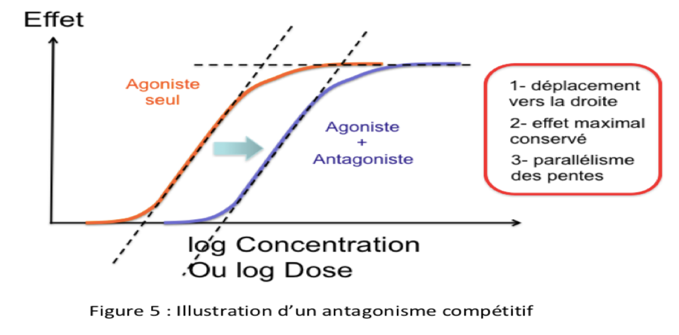 Effet
Agoniste
seul
Agoniste
+
Antagoniste
1- déplacement
vers la droite
2- effet maximal
conservé
3- parallélisme
des pentes
log Concentration
Ou log Dose
Figure 5 : Illustration d’un antagonisme compétitif